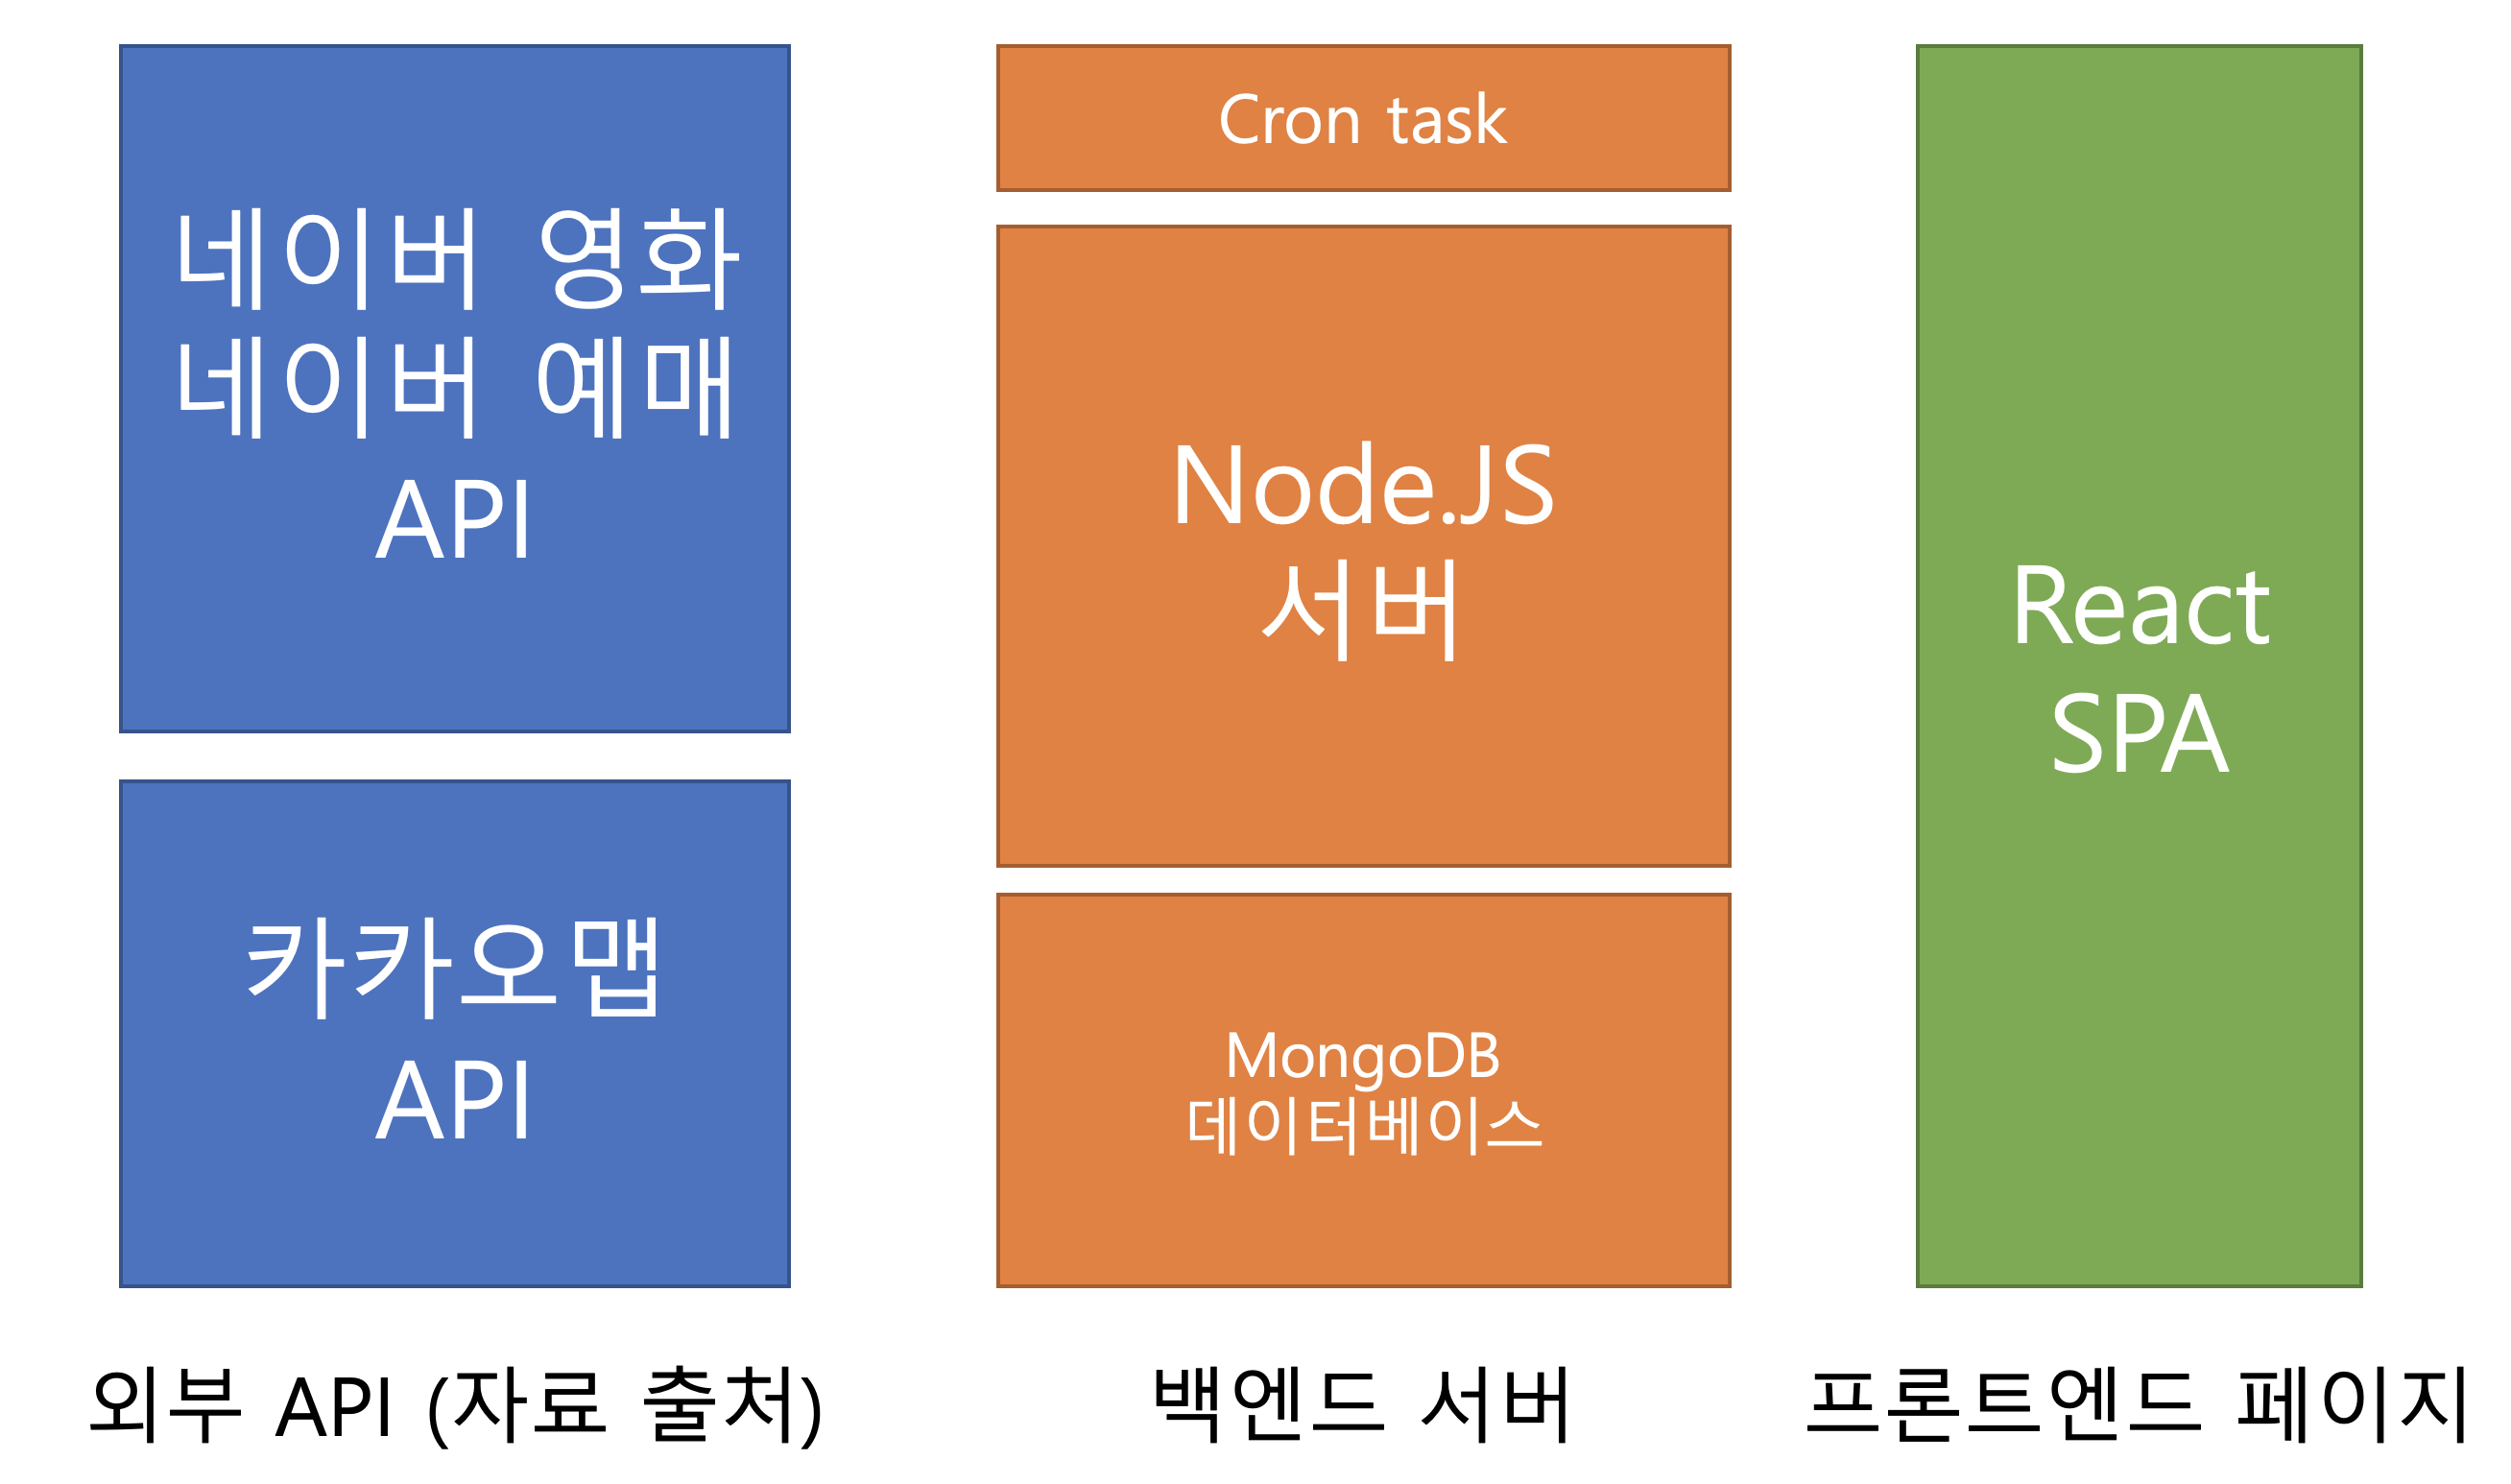 네이버 영화
네이버 예매
API
카카오맵
API
외부 API (자료 출처)
Cron task
Node.JS
서버
MongoDB
데이터베이스
백엔드 서버
React
SPA
프론트엔드 페이지